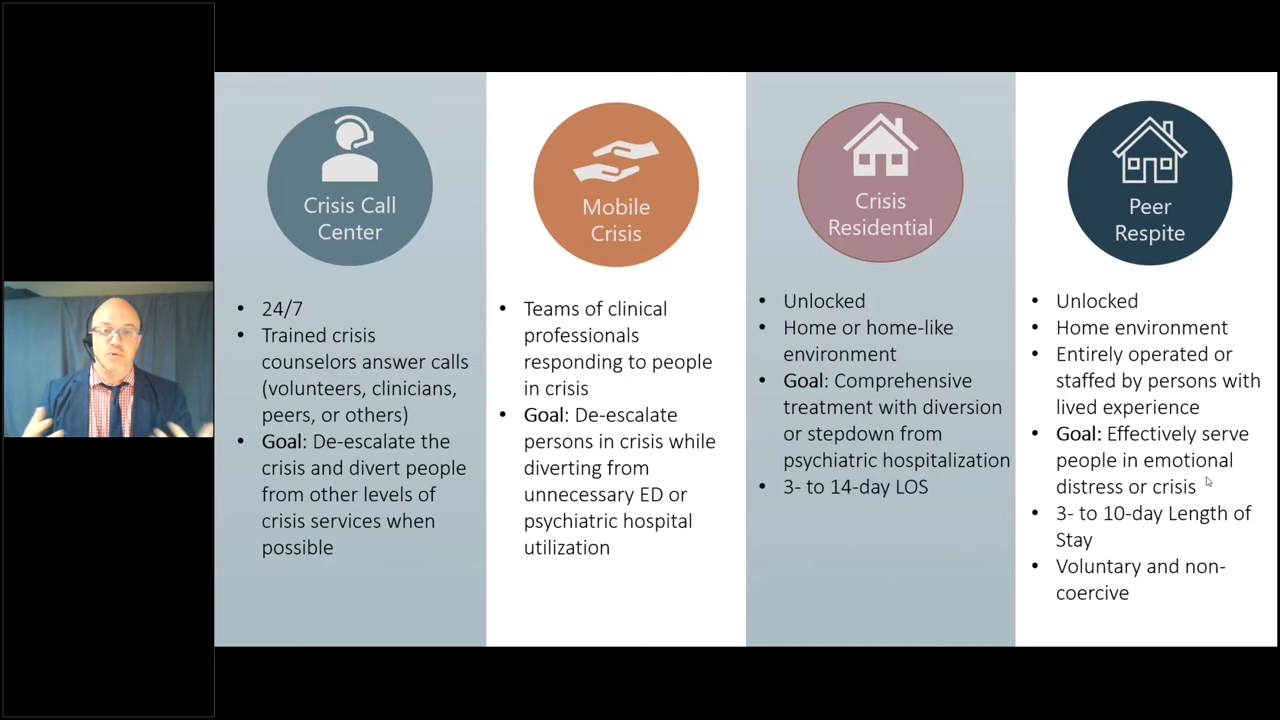 Crisis Call
Center
• 24/7
• Trained crisis
counselors answer calls
(volunteers, clinicians,
peers, or others)
• Goal: De-escalate the
crisis and divert people
from other levels of
crisis services when
possible
Mobile
Crisis
• Teams of clinical
professionals
responding to people
in crisis
• Goal: De-escalate
persons in crisis while
diverting from
unnecessary ED or
psychiatric hospital
utilization
Crisis
Residential
• Unlocked
• Home or home-like
environment
• Goal: Comprehensive
treatment with diversion
or stepdown from
psychiatric hospitalization
• 3- to 14-day LOS
Peer
Respite
• Unlocked
• Home environment
• Entirely operated or
staffed by persons with
lived experience
• Goal: Effectively serve
people in emotional
distress or crisis
• 3- to 10-day Length of
Stay
• Voluntary and non-
coercive